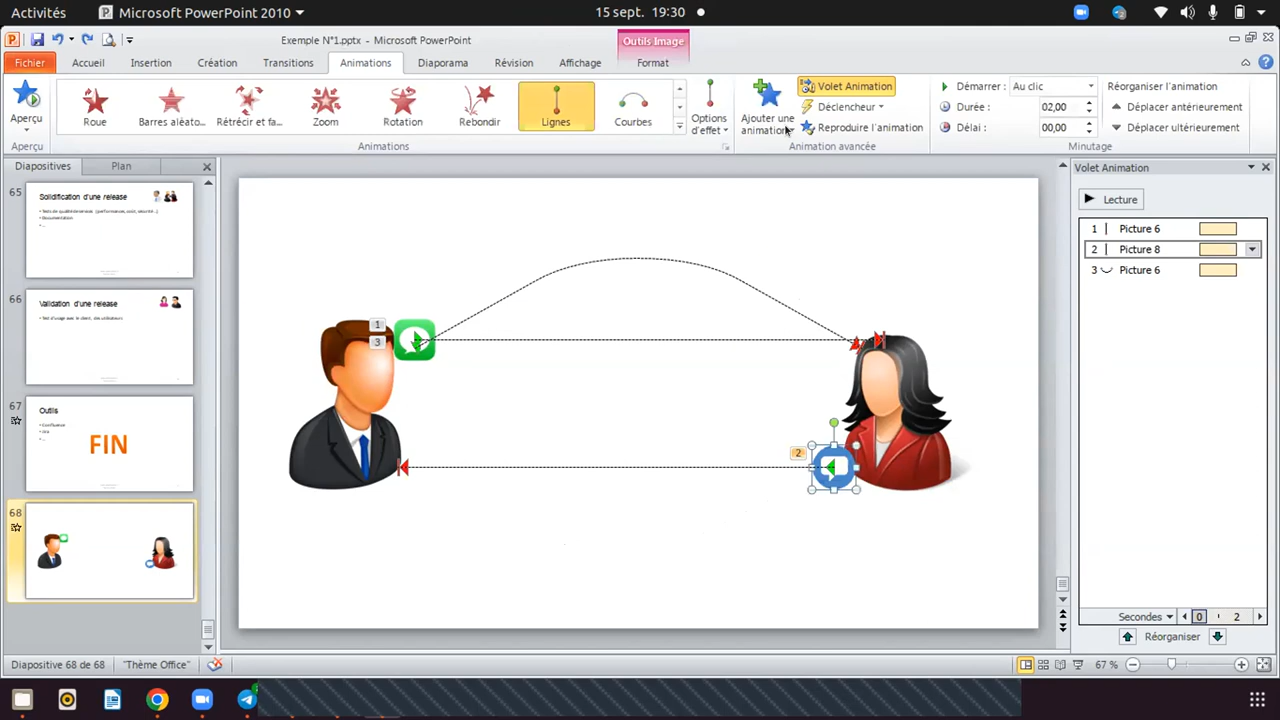 Activités
Microsoft PowerPoint 2010
15 sept. 19:30
Exemple N°1.pptx - Microsoft PowerPoint
Outils Image
Fichier
Accueil
Insertion
Création
Transitions
Animations
Diaporama
Révision
Affichage
Format
Aperçu
Roue
Barres aléato...
Rétrécir et fa...
Zoom
Rotation
Rebondir
Lignes
Courbes
Options d'effet
Ajouter une animation
Volet Animation
Déclencheur
Reproduire l'animation
Démarrer : Au clic
Durée : 02,00
Délai : 00,00
Réorganiser l'animation
Déplacer antérieurement
Déplacer ultérieurement
Aperçu
Animations
Animation avancée
Minutage
Diapositives
Plan
65
Solidification d'une release
66
Validation d'une release
67
Outils
FIN
68
1
3
2
Volet Animation
Lecture
1 Picture 6
2 Picture 8
3 Picture 6
Secondes 0 2
Réorganiser
Diapositive 68 de 68
"Thème Office"
67 %